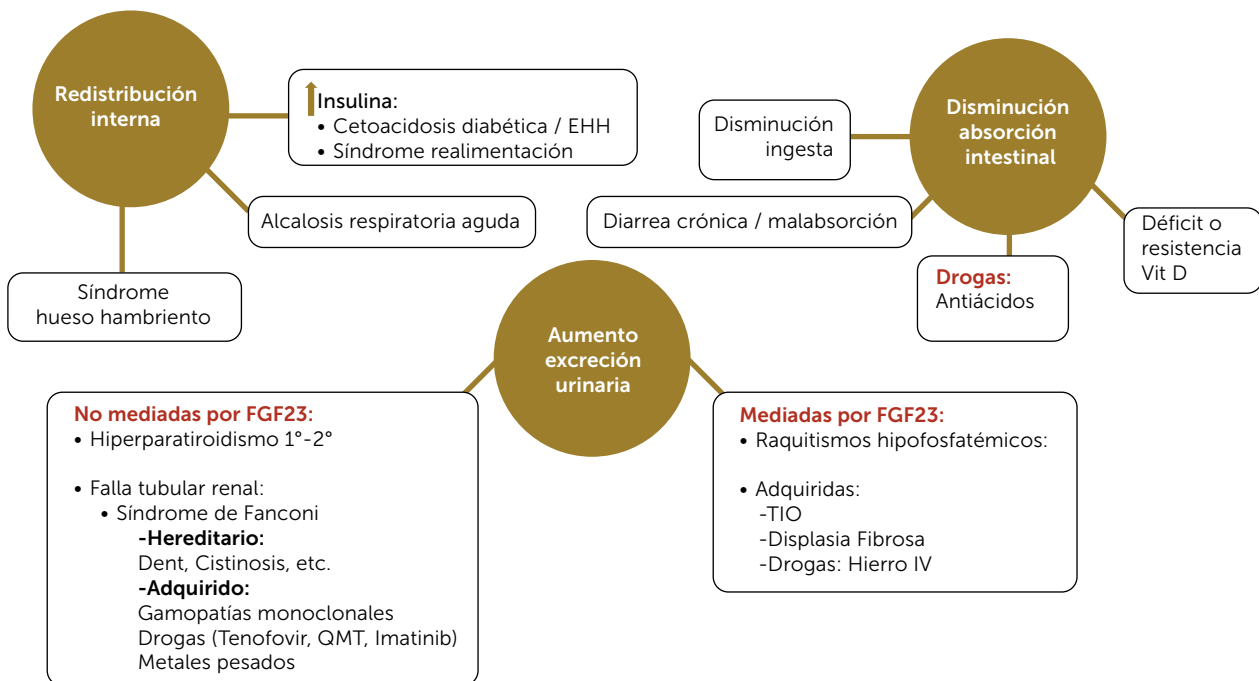 Redistribución
interna
Insulina:
• Cetoacidosis diabética / EHH
• Síndrome realimentación
Alcalosis respiratoria aguda
Síndrome
hueso hambriento
Disminución
absorción
intestinal
Disminución
ingesta
Diarrea crónica / malabsorción
Drogas:
Antiácidos
Déficit o
resistencia
Vit D
Aumento
excreción
urinaria
No mediadas por FGF23:
• Hiperparatiroidismo 1°-2°
• Falla tubular renal:
• Síndrome de Fanconi
-Hereditario:
Dent, Cistinosis, etc.
-Adquirido:
Gamopatías monoclonales
Drogas (Tenofovir, QMT, Imatinib)
Metales pesados
Mediadas por FGF23:
• Raquitismos hipofosfatémicos:
• Adquiridas:
-TIO
-Displasia Fibrosa
-Drogas: Hierro IV